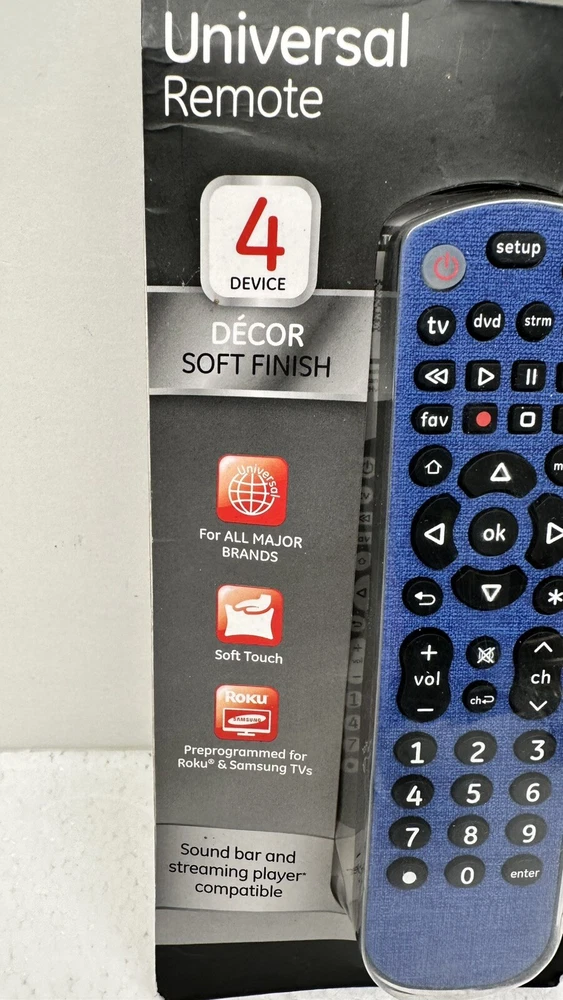 Universal
Remote
4
DEVICE
DÉCOR
SOFT FINISH
Universal
For ALL MAJOR
BRANDS
Soft Touch
Roku
SAMSUNG
Preprogrammed for
Roku® & Samsung TVs
Sound bar and
streaming player*
compatible
setup
tv dvd strm
fav
m
ok
+
vol
−
ch
ch
1 2 3
4 5 6
7 8 9
0 enter